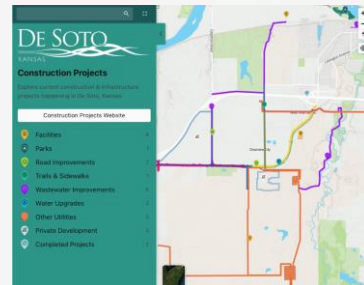 DE SOTO
KANSAS
Construction Projects
Explore current construction & infrastructure
projects happening in De Soto, Kansas.
Construction Projects Website
Facilities
Parks
Road Improvements
Trails & Sidewalks
Wastewater Improvements
Water Upgrades
Other Utilities
Private Development
Completed Projects